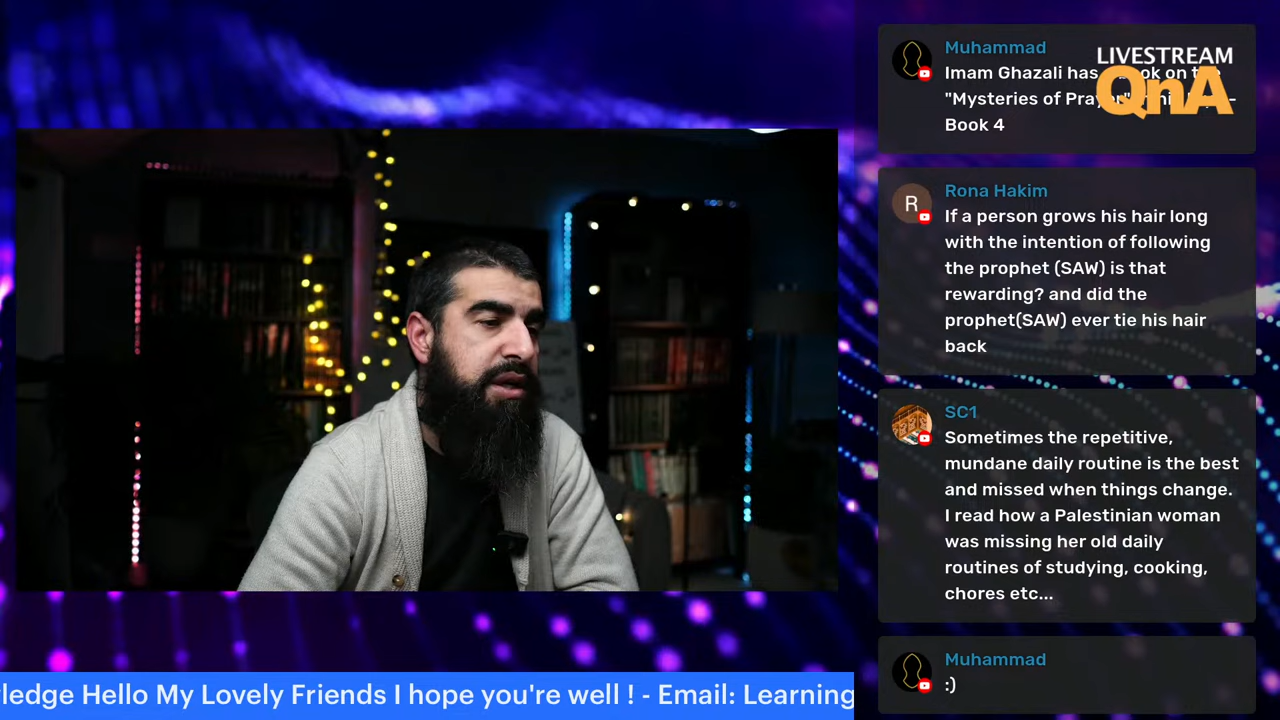 Muhammad
Imam Ghazali has
"Mysteries of
Book 4
LIVESTREAM
QnA
R
Rona Hakim
If a person grows his hair long
with the intention of following
the prophet (SAW) is that
rewarding? and did the
prophet(SAW) ever tie his hair
back
SC1
Sometimes the repetitive,
mundane daily routine is the best
and missed when things change.
I read how a Palestinian woman
was missing her old daily
routines of studying, cooking,
chores etc...
Muhammad
:)
ledge Hello My Lovely Friends I hope you're well ! - Email: Learning